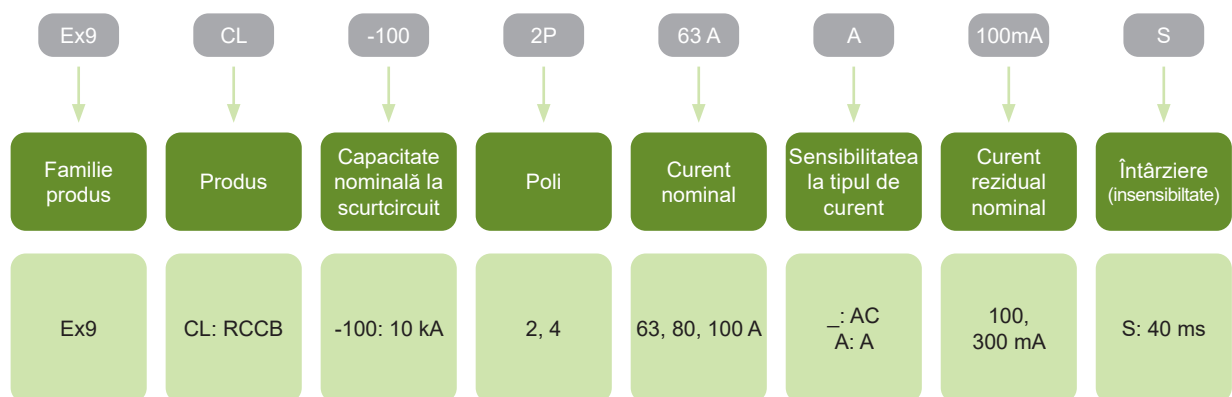 Ex9
CL
-100
2P
63 A
A
100mA
S
Familie
produs
Produs
Capacitate
nominală la
scurtcircuit
Poli
Curent
nominal
Sensibilitatea
la tipul de
curent
Curent
rezidual
nominal
Întârziere
(insensibiltate)
Ex9
CL: RCCB
-100: 10 kA
2, 4
63, 80, 100 A
_: AC
A: A
100,
300 mA
S: 40 ms